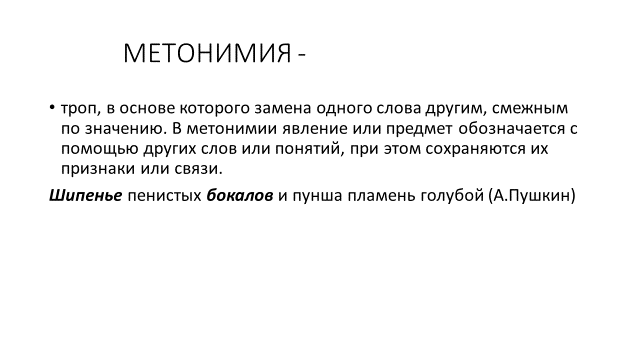 МЕТОНИМИЯ -
• троп, в основе которого замена одного слова другим, смежным
по значению. В метонимии явление или предмет обозначается с
помощью других слов или понятий, при этом сохраняются их
признаки или связи.
Шипенье пенистых бокалов и пунша пламень голубой (А.Пушкин)